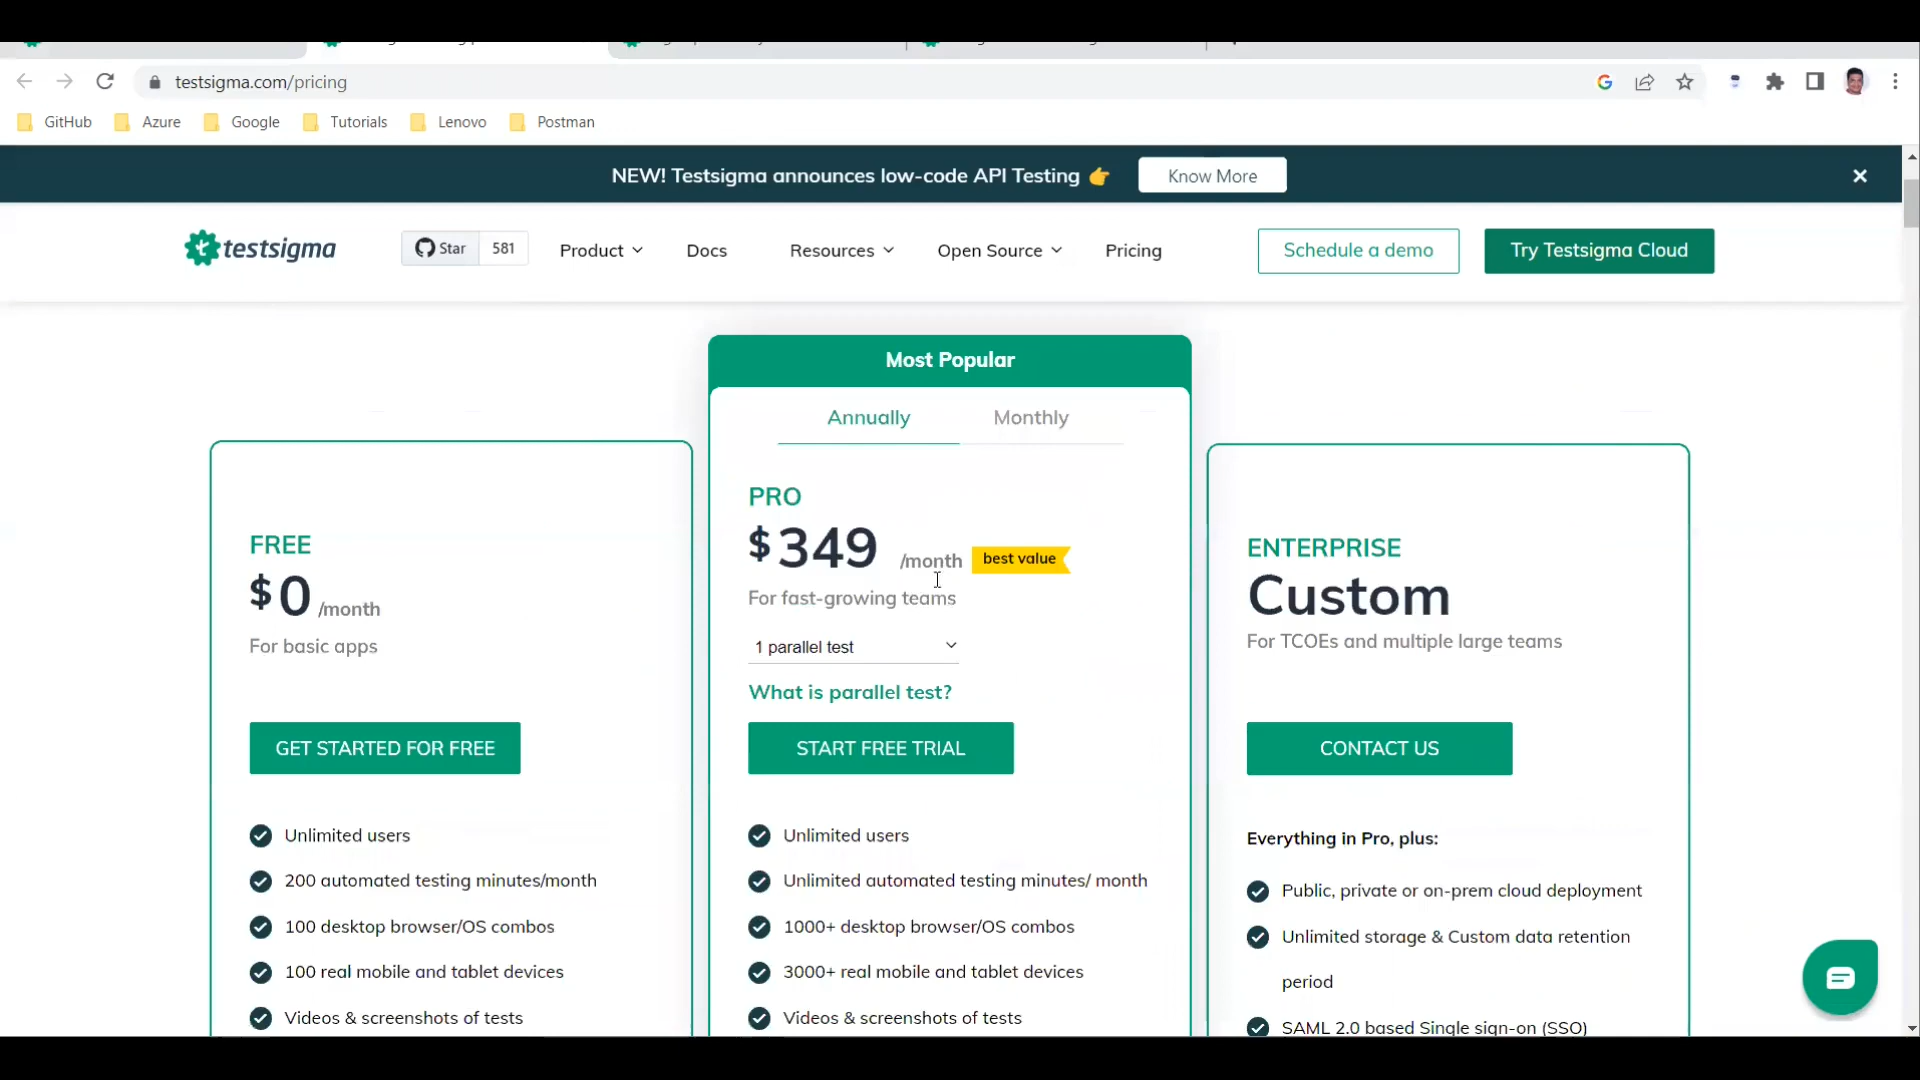 testsigma.com/pricing
GitHub Azure Google Tutorials Lenovo Postman
NEW! Testsigma announces low-code API Testing 👉 Know More
testsigma Star 581 Product Docs Resources Open Source Pricing Schedule a demo Try Testsigma Cloud
Most Popular
Annually Monthly
FREE
$0 /month
For basic apps
GET STARTED FOR FREE
Unlimited users
200 automated testing minutes/month
100 desktop browser/OS combos
100 real mobile and tablet devices
Videos & screenshots of tests
PRO
$349 /month best value
For fast-growing teams
1 parallel test
What is parallel test?
START FREE TRIAL
Unlimited users
Unlimited automated testing minutes/ month
1000+ desktop browser/OS combos
3000+ real mobile and tablet devices
Videos & screenshots of tests
ENTERPRISE
Custom
For TCOEs and multiple large teams
CONTACT US
Everything in Pro, plus:
Public, private or on-prem cloud deployment
Unlimited storage & Custom data retention
period
SAML 2.0 based Single sign-on (SSO)